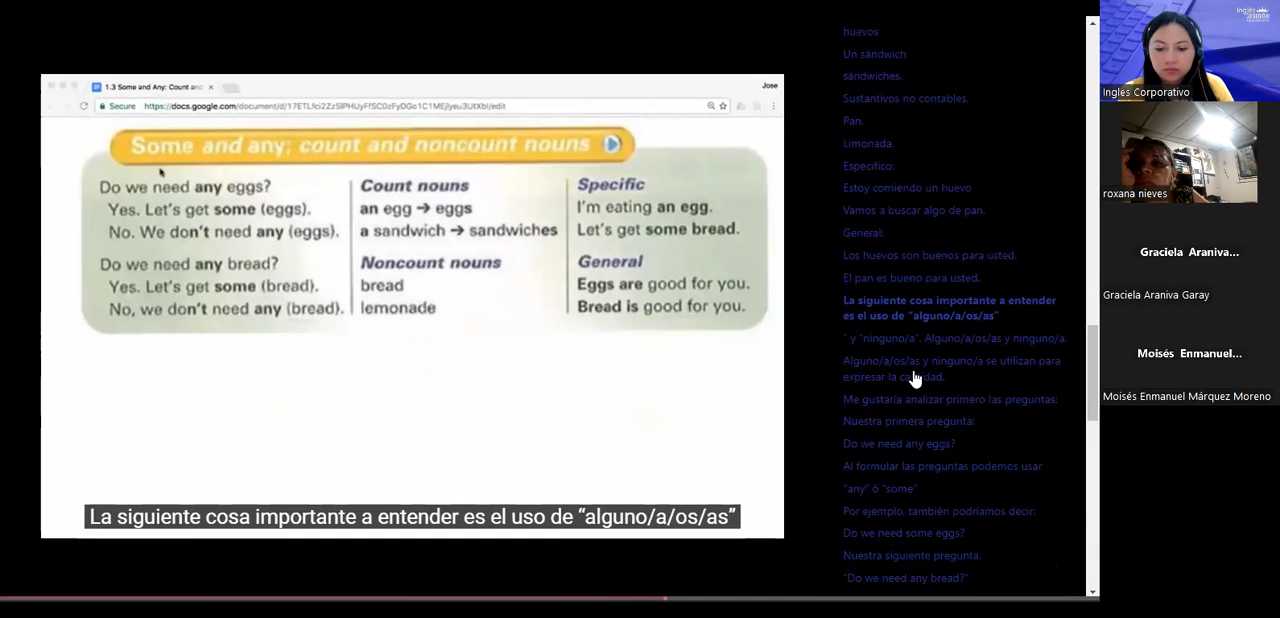 1.3 Some and Any: Count and
Jose
Secure
Some and any; count and noncount nouns
Do we need any eggs?
Yes. Let's get some (eggs).
No. We don't need any (eggs).
Do we need any bread?
Yes. Let's get some (bread).
No, we don't need any (bread).
Count nouns
an egg → eggs
a sandwich → sandwiches
Noncount nouns
bread
lemonade
Specific
I'm eating an egg.
Let's get some bread.
General
Eggs are good for you.
Bread is good for you.
La siguiente cosa importante a entender es el uso de “alguno/a/os/as”
huevos
Un sándwich
sándwiches.
Sustantivos no contables.
Pan.
Limonada.
Específico:
Estoy comiendo un huevo
Vamos a buscar algo de pan.
General:
Los huevos son buenos para usted.
El pan es bueno para usted.
La siguiente cosa importante a entender
es el uso de “alguno/a/os/as”
” y “ninguno/a”. Alguno/a/os/as y ninguno/a.
Alguno/a/os/as y ninguno/a se utilizan para
expresar la
Me gustaría analizar primero las preguntas:
Nuestra primera pregunta:
Do we need any eggs?
Al formular las preguntas podemos usar
“any” ó “some”
Por ejemplo, también podríamos decir:
Do we need some eggs?
Nuestra siguiente pregunta.
“Do we need any bread?”
Ingles Corporativo
roxana nieves
Graciela Araniva...
Graciela Araniva Garay
Moisés Enmanuel...
Moisés Enmanuel Márquez Moreno